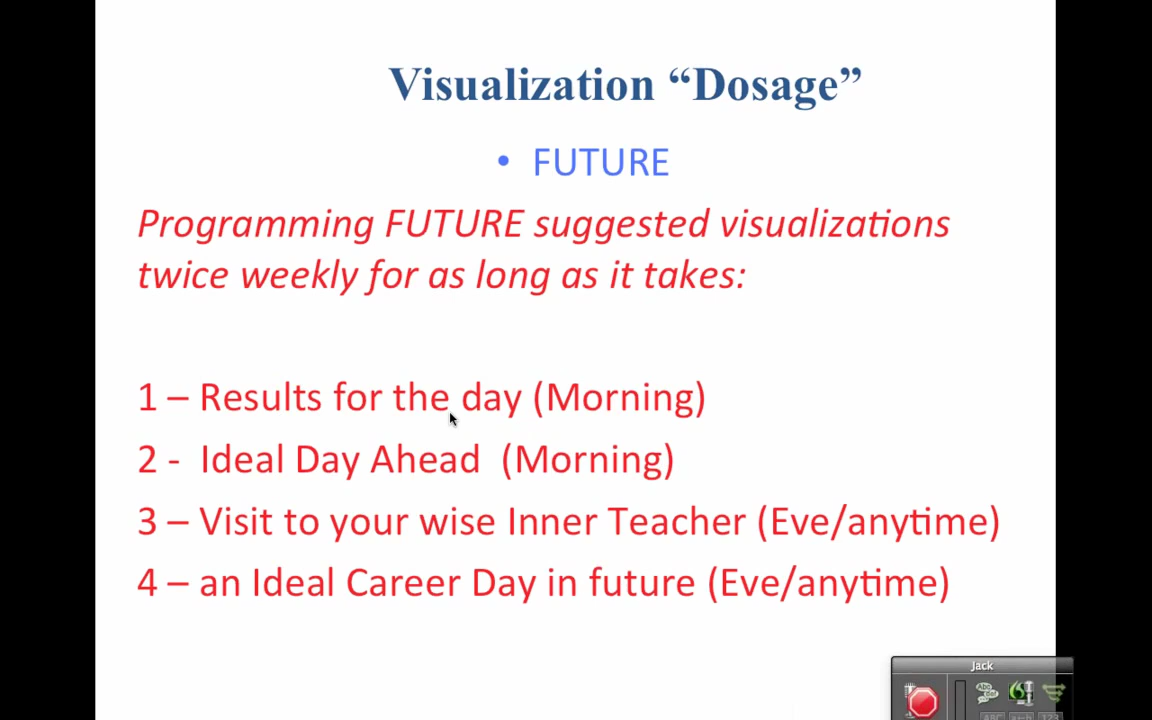 Visualization “Dosage”
• FUTURE
Programming FUTURE suggested visualizations
twice weekly for as long as it takes:
1 – Results for the day (Morning)
2 -  Ideal Day Ahead  (Morning)
3 – Visit to your wise Inner Teacher (Eve/anytime)
4 – an Ideal Career Day in future (Eve/anytime)
Jack